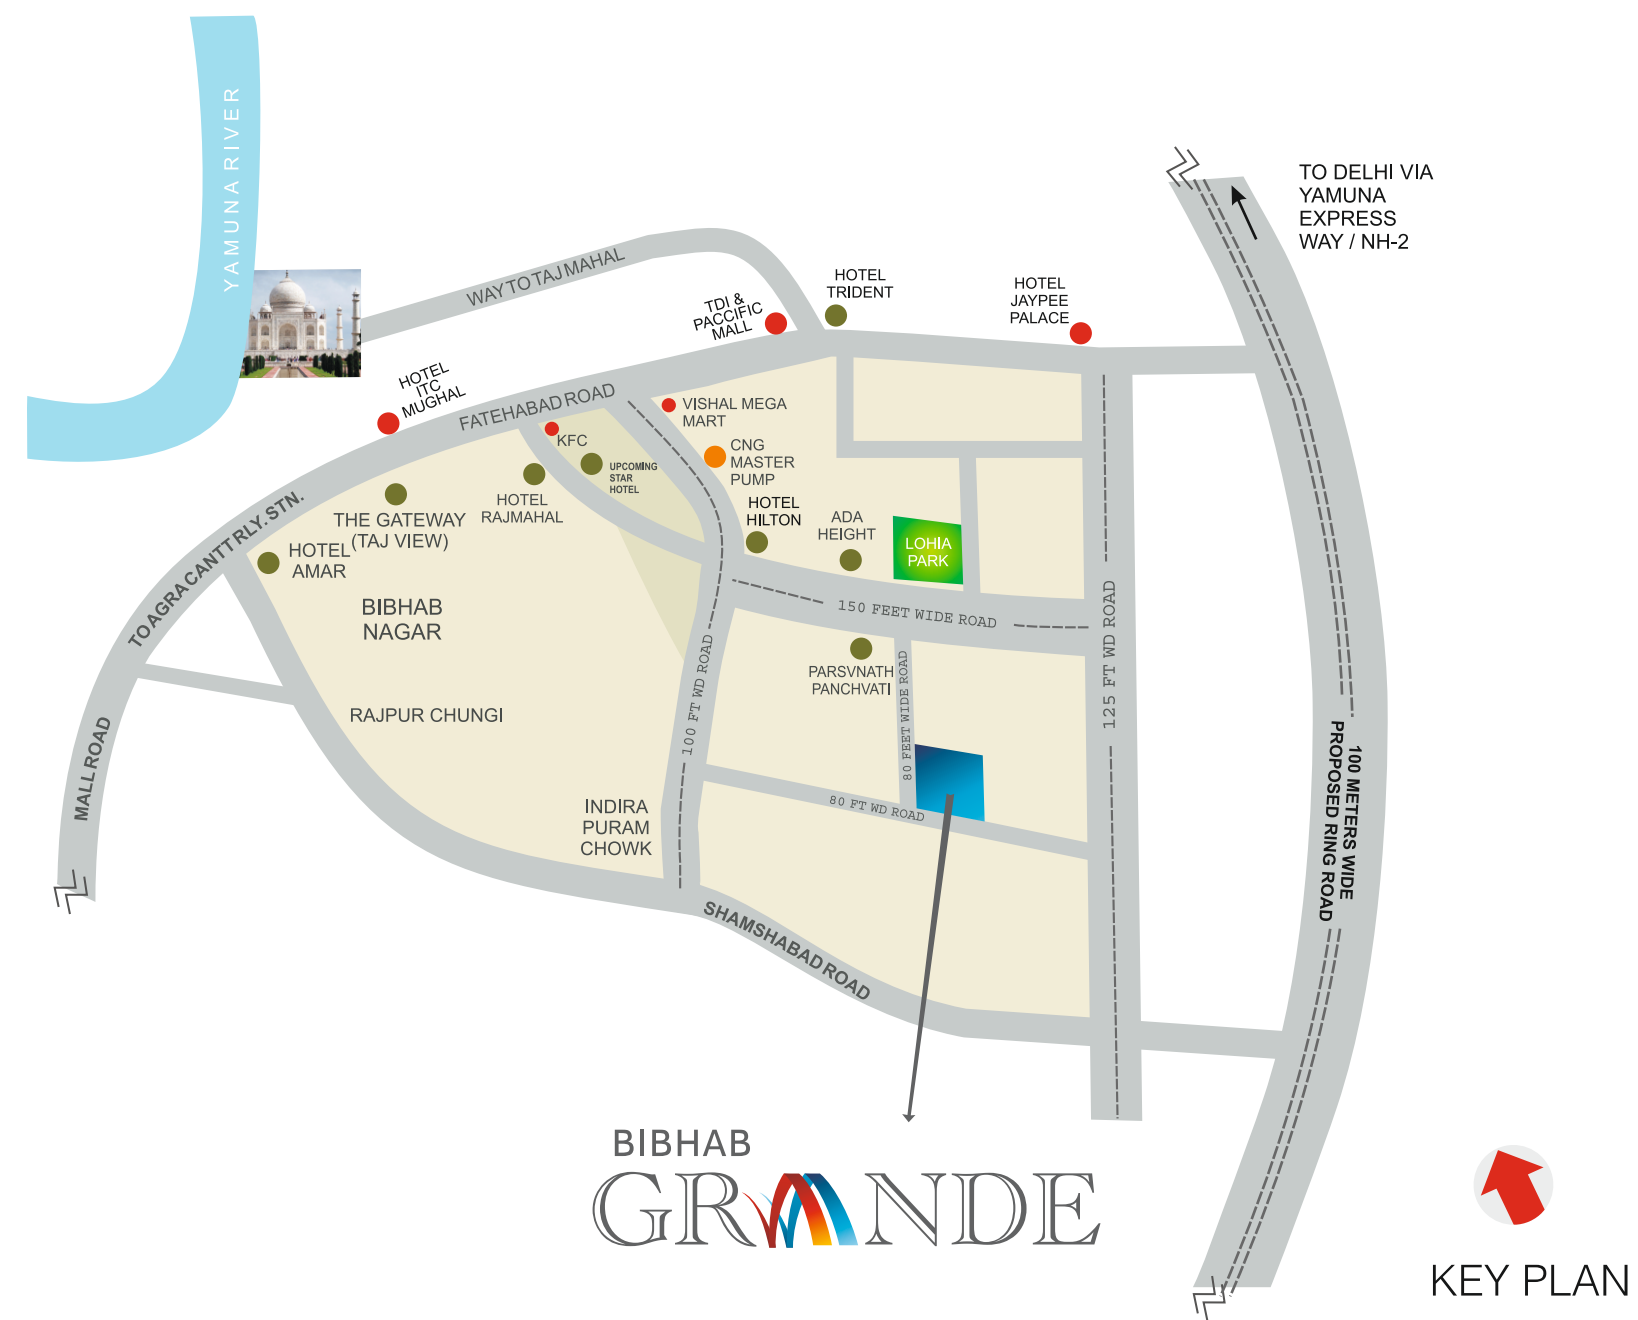 YAMUNA RIVER
TO DELHI VIA
YAMUNA
EXPRESS
WAY / NH-2
WAY TO TAJ MAHAL
HOTEL
TRIDENT
HOTEL
JAYPEE
PALACE
TDI &
PACCIFIC
MALL
HOTEL
ITC
MUGHAL
FATEHABAD ROAD
VISHAL MEGA
MART
KFC
CNG
MASTER
PUMP
UPCOMING
STAR
HOTEL
HOTEL
RAJMAHAL
HOTEL
HILTON
ADA
HEIGHT
LOHIA
PARK
THE GATEWAY
(TAJ VIEW)
HOTEL
AMAR
TO AGRA CANTT RLY. STN.
BIBHAB
NAGAR
150 FEET WIDE ROAD
125 FT WD ROAD
100 FT WD ROAD
PARSVNATH
PANCHVATI
80 FEET WIDE ROAD
RAJPUR CHUNGI
MALL ROAD
80 FT WD ROAD
INDIRA
PURAM
CHOWK
100 METERS WIDE
PROPOSED RING ROAD
SHAMSHABAD ROAD
BIBHAB
GRANDE
KEY PLAN